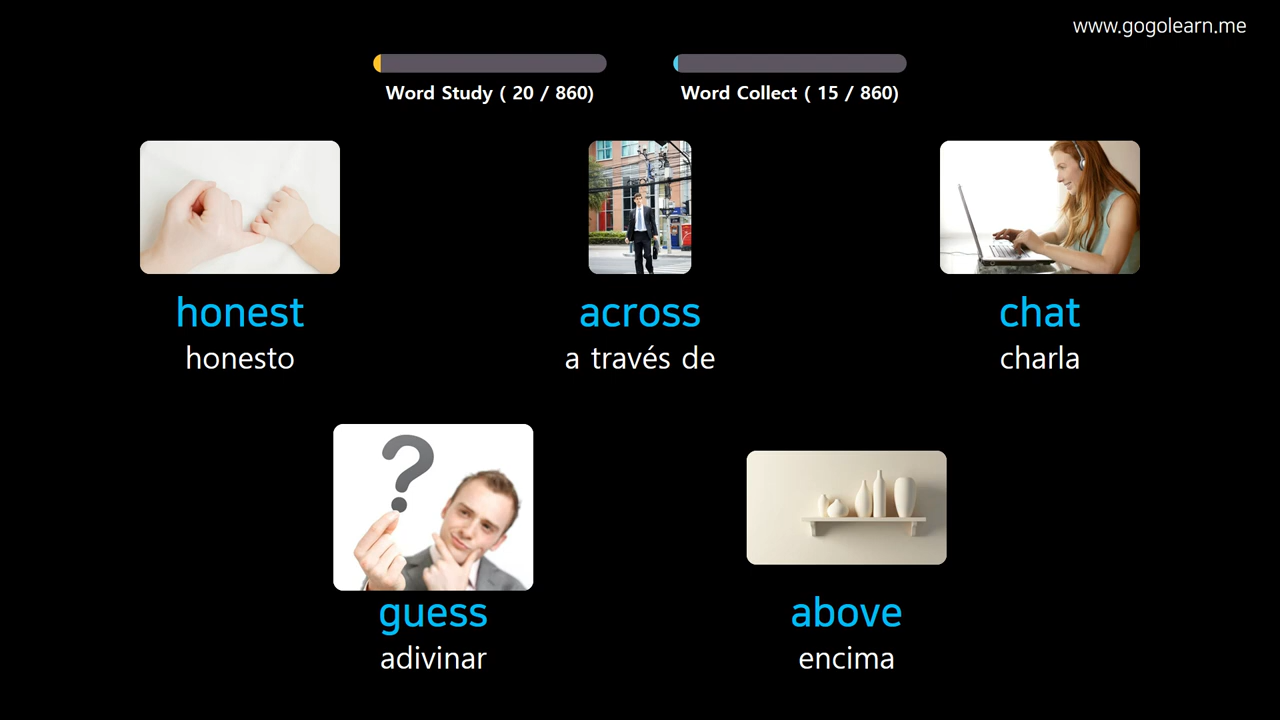 www.gogolearn.me
Word Study ( 20 / 860)
Word Collect ( 15 / 860)
honest
honesto
across
a través de
chat
charla
?
guess
adivinar
above
encima